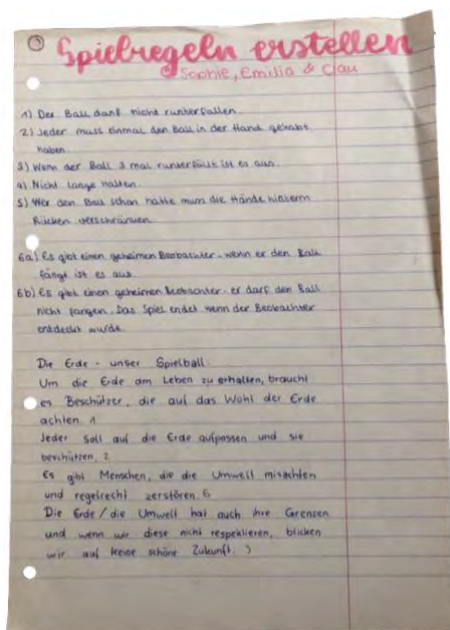 ① Spielregeln erstellen
Sophie, Emilia & Clau
1) Der Ball darf nicht runterfallen.
2) Jeder muss einmal den Ball in der Hand gehabt
haben.
3) Wenn der Ball 3 mal runterfällt ist es aus.
4) Nicht lange halten.
5) Wer den Ball schon hatte muss die Hände hinterm
Rücken verschränken.
6a) Es gibt einen geheimen Beobachter - wenn er den Ball
fängt ist es aus.
6b) Es gibt einen geheimen Beobachter - er darf den Ball
nicht fangen. Das Spiel endet wenn der Beobachter
entdeckt wurde.
Die Erde - unser Spielball
Um die Erde am Leben zu erhalten, braucht
es Beschützer, die auf das Wohl der Erde
achten. 1
Jeder soll auf die Erde aufpassen und sie
beschützen. 2
Es gibt Menschen, die die Umwelt misachten
und regelrecht zerstören. 6
Die Erde / die Umwelt hat auch ihre Grenzen
und wenn wir diese nicht respektieren, blicken
wir auf keine schöne Zukunft. 3